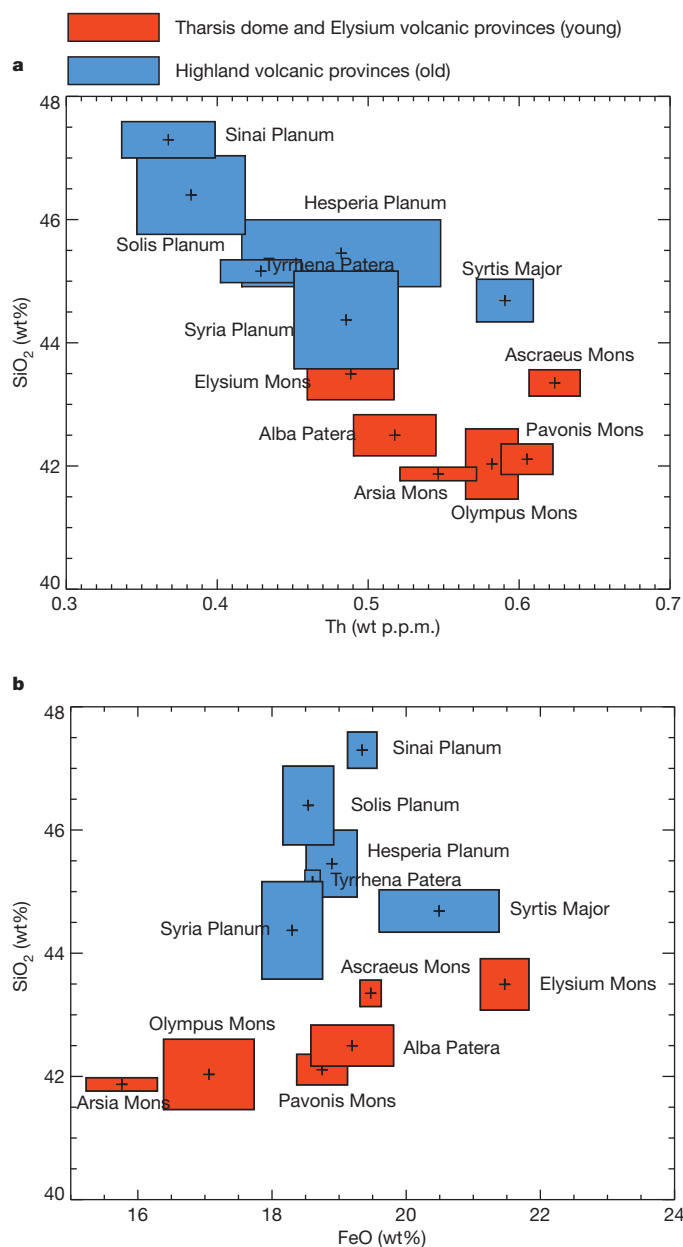 Tharsis dome and Elysium volcanic provinces (young)
Highland volcanic provinces (old)
a
48
46
44
42
40
SiO2 (wt%)
Sinai Planum
Hesperia Planum
Solis Planum
Tyrrhena Patera
Syrtis Major
Syria Planum
Ascraeus Mons
Elysium Mons
Alba Patera
Pavonis Mons
Arsia Mons
Olympus Mons
0.3 0.4 0.5 0.6 0.7
Th (wt p.p.m.)
b
48
46
44
42
40
SiO2 (wt%)
Sinai Planum
Solis Planum
Hesperia Planum
Tyrrhena Patera
Syrtis Major
Syria Planum
Ascraeus Mons
Elysium Mons
Olympus Mons
Alba Patera
Arsia Mons
Pavonis Mons
16 18 20 22 24
FeO (wt%)